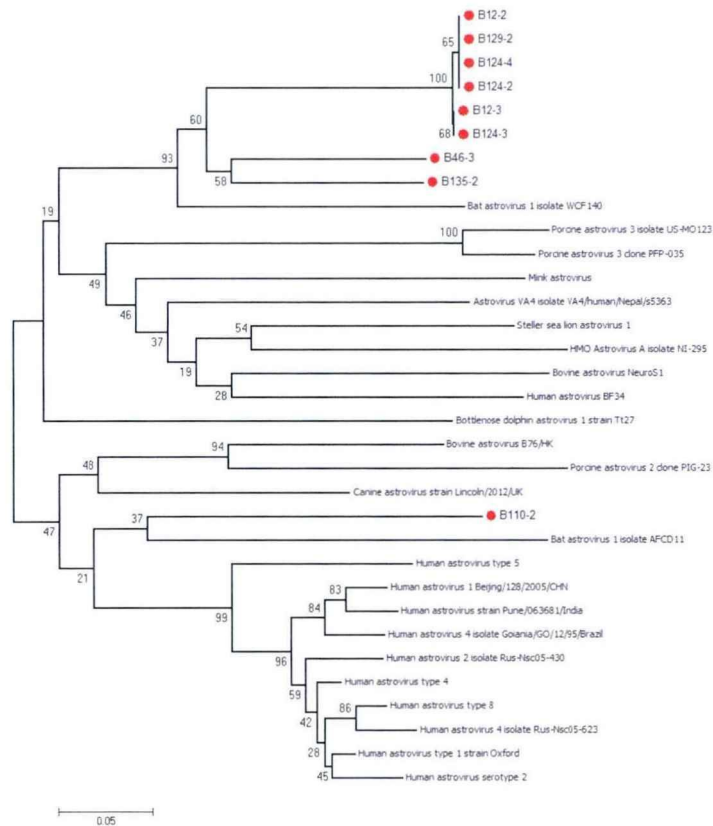 B12-2
65
B129-2
B124-4
B124-2
100
B12-3
68
B124-3
60
93
B46-3
58
B135-2
Bat astrovirus 1 isolate WCF140
19
Porcine astrovirus 3 isolate US-MO123
100
Porcine astrovirus 3 clone PFP-035
49
Mink astrovirus
46
Astrovirus VA4 isolate VA4/human/Nepal/s5363
37
Steller sea lion astrovirus 1
54
HMO Astrovirus A isolate NI-295
19
Bovine astrovirus NeuroS1
28
Human astrovirus BF34
Bottlenose dolphin astrovirus 1 strain Tt27
Bovine astrovirus B76/HK
94
48
Porcine astrovirus 2 clone PIG-23
Canine astrovirus strain Lincoln/2012/UK
47
37
B110-2
Bat astrovirus 1 isolate AFCD11
21
Human astrovirus type 5
99
83
Human astrovirus 1 Beijing/128/2005/CHN
84
Human astrovirus strain Pune/063681/India
Human astrovirus 4 isolate Goiania/GO/12/95/Brazil
96
Human astrovirus 2 isolate Rus-Nsc05-430
59
Human astrovirus type 4
42
86
Human astrovirus type 8
Human astrovirus 4 isolate Rus-Nsc05-623
28
Human astrovirus type 1 strain Oxford
45
Human astrovirus serotype 2
0.05